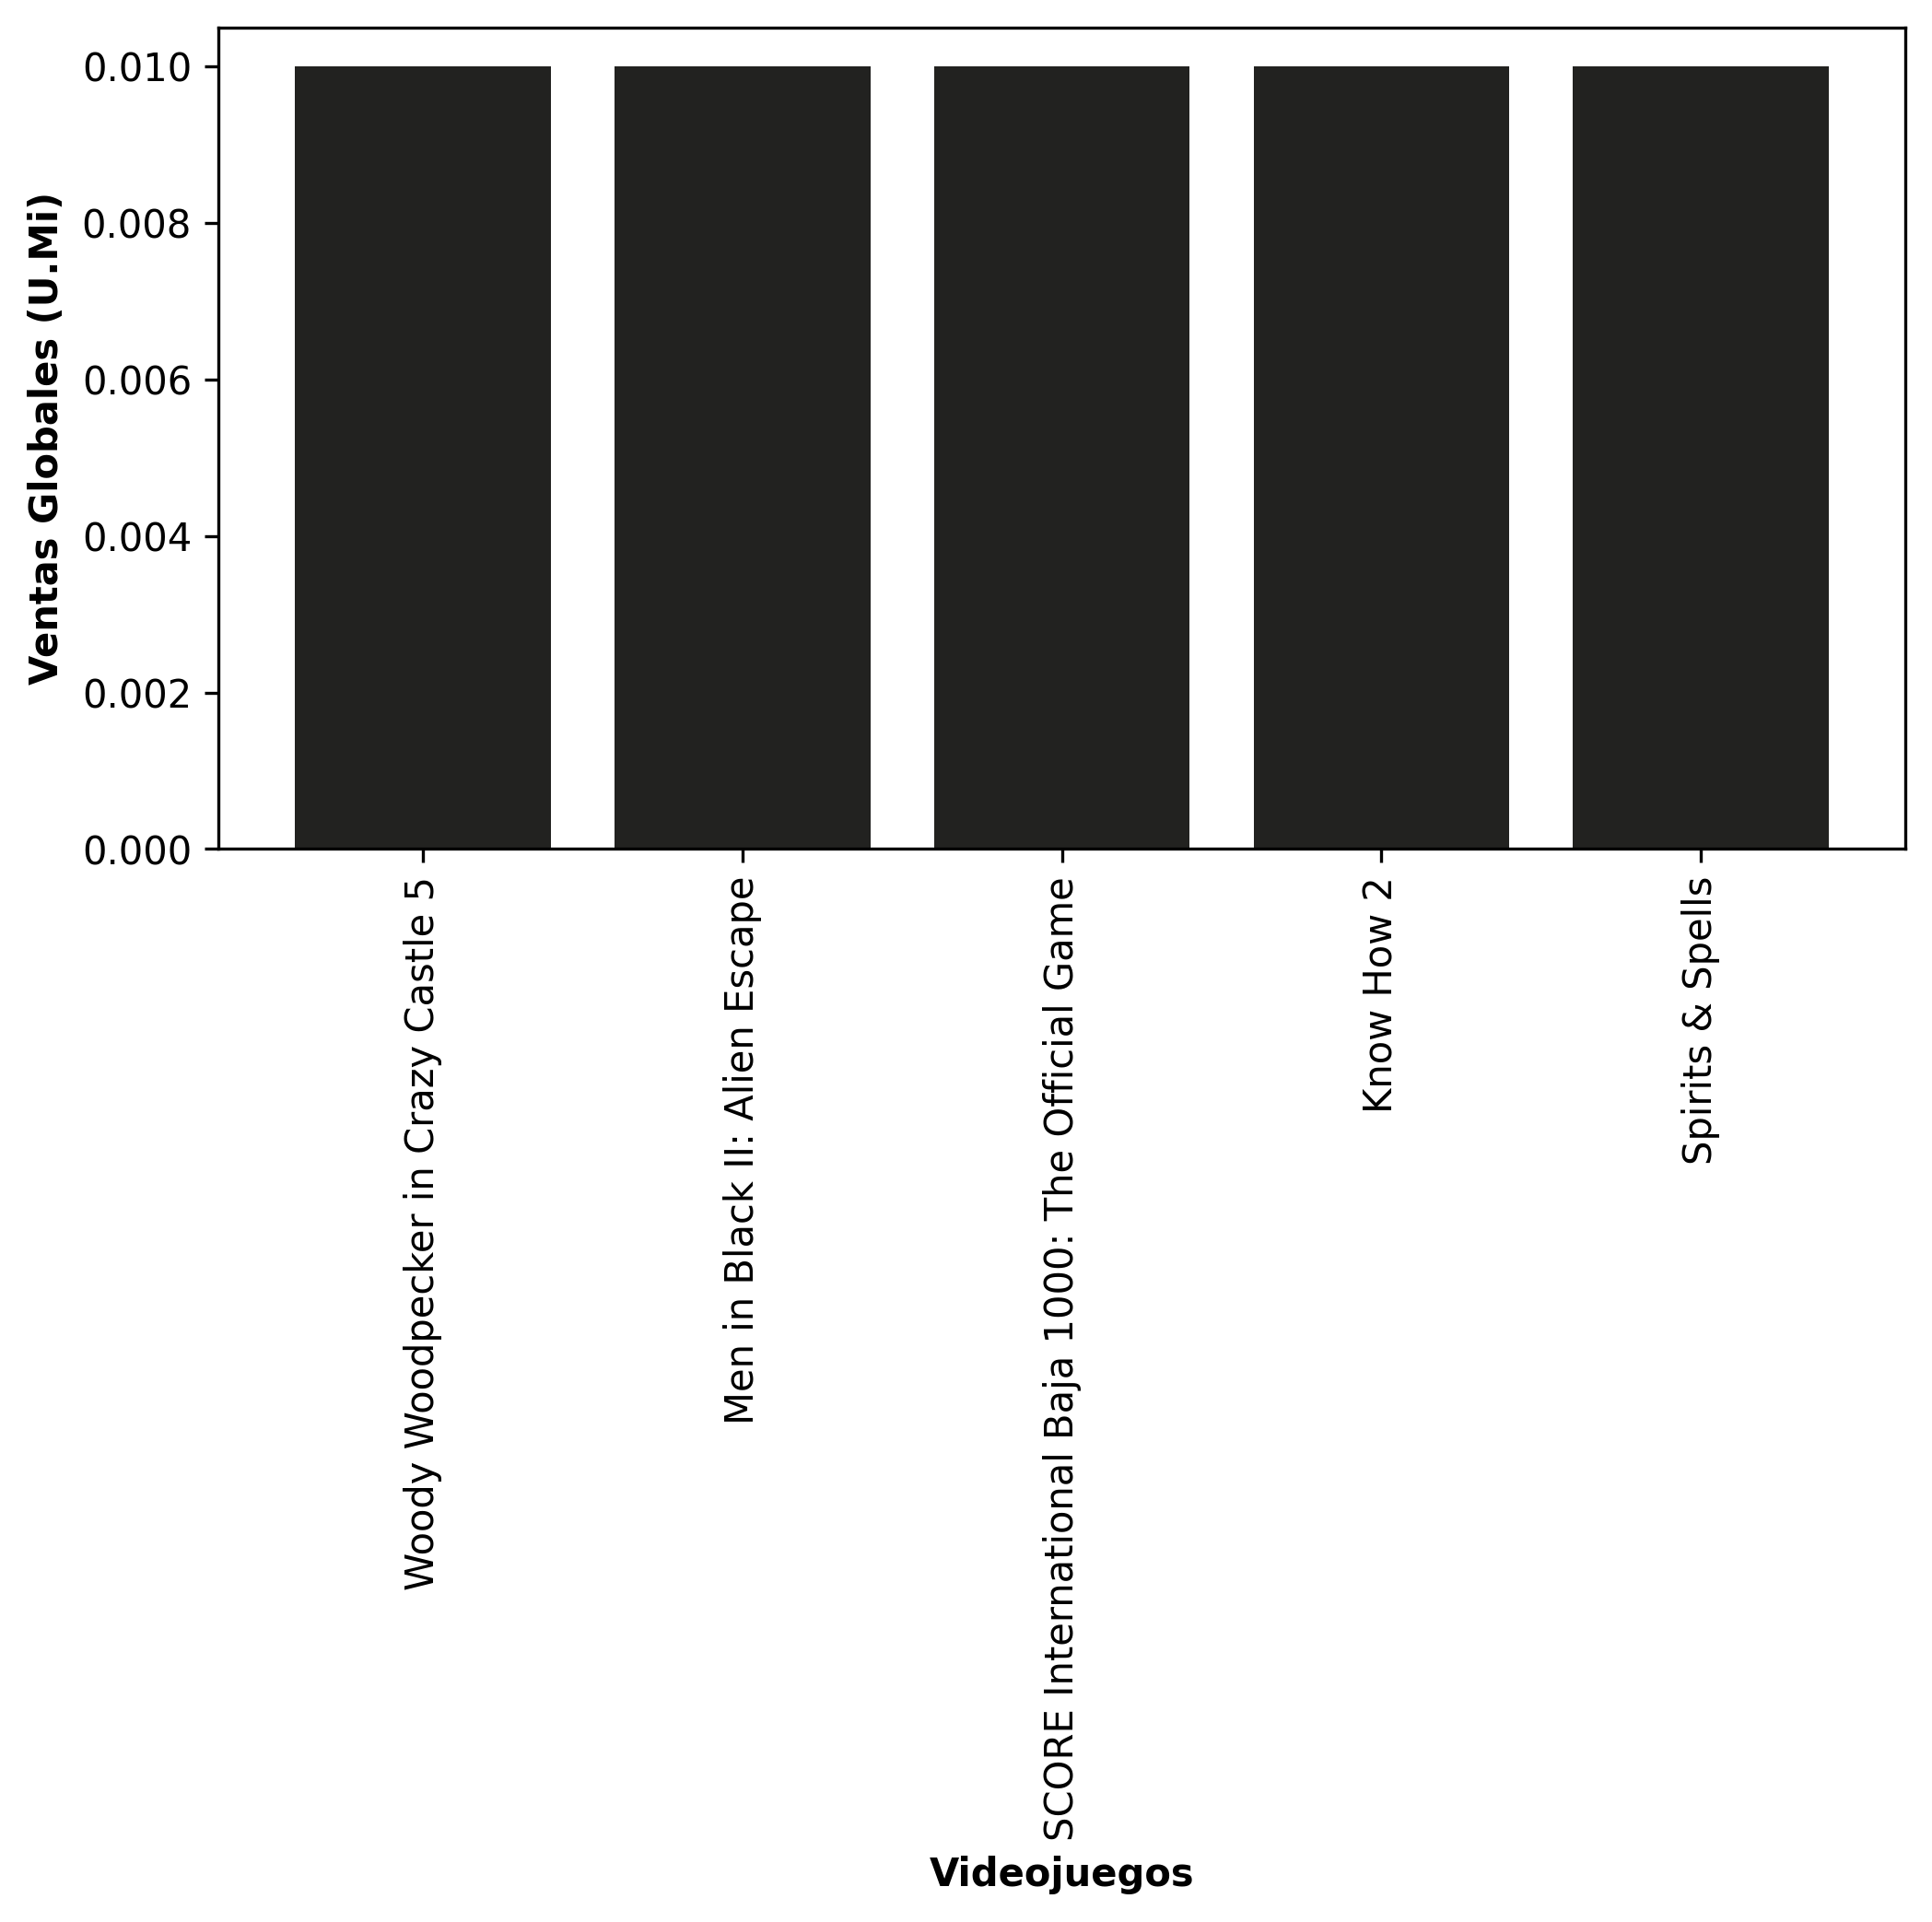 Ventas Globales (U.Mi)
0.010
0.008
0.006
0.004
0.002
0.000
Woody Woodpecker in Crazy Castle 5
Men in Black II: Alien Escape
SCORE International Baja 1000: The Official Game
Know How 2
Spirits & Spells
Videojuegos